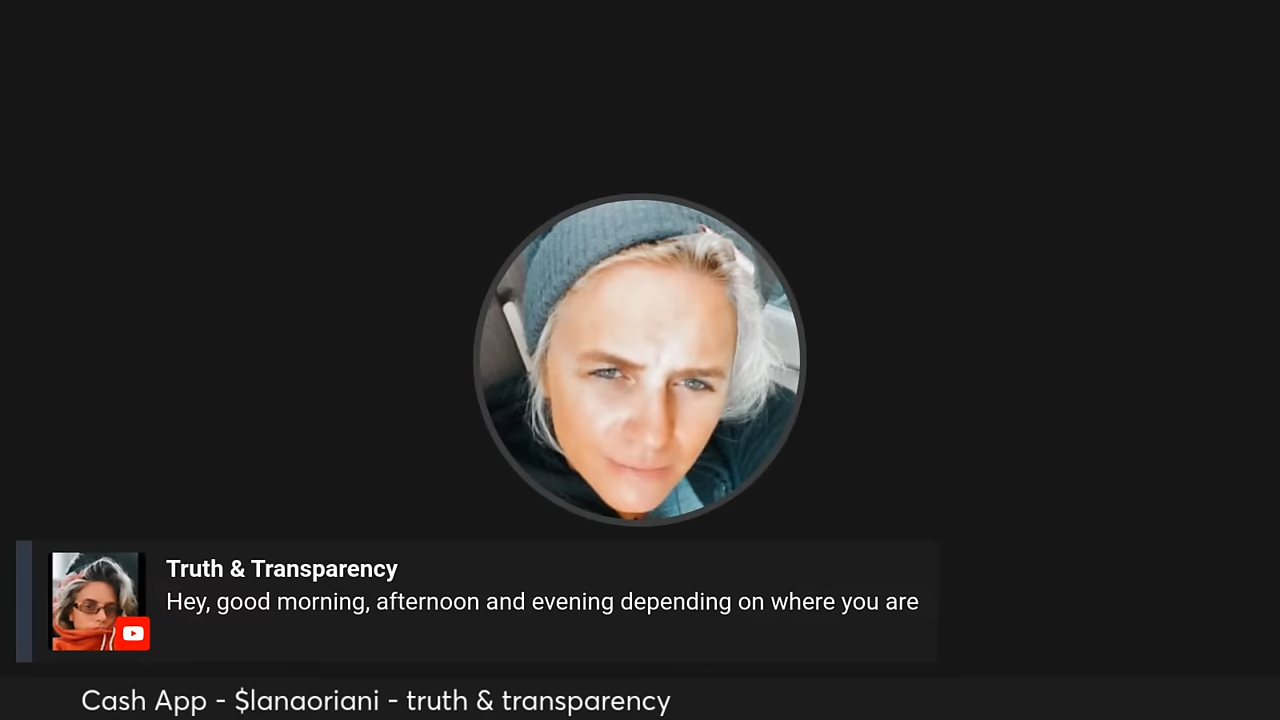 Truth & Transparency
Hey, good morning, afternoon and evening depending on where you are
Cash App - $lanaoriani - truth & transparency